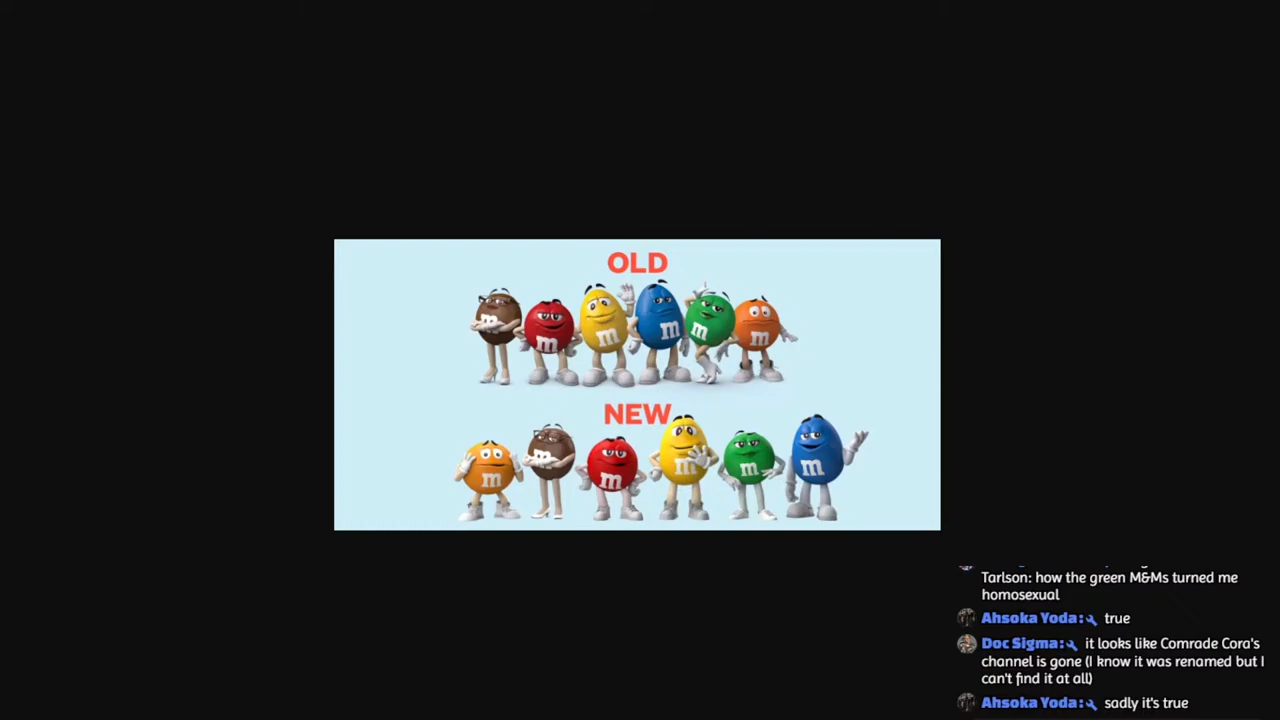 OLD
m m m m m m
NEW
m m m m m m
Tarlson: how the green M&Ms turned me
homosexual
Ahsoka Yoda: true
Doc Sigma: it looks like Comrade Cora's
channel is gone (I know it was renamed but I
can't find it at all)
Ahsoka Yoda: sadly it's true